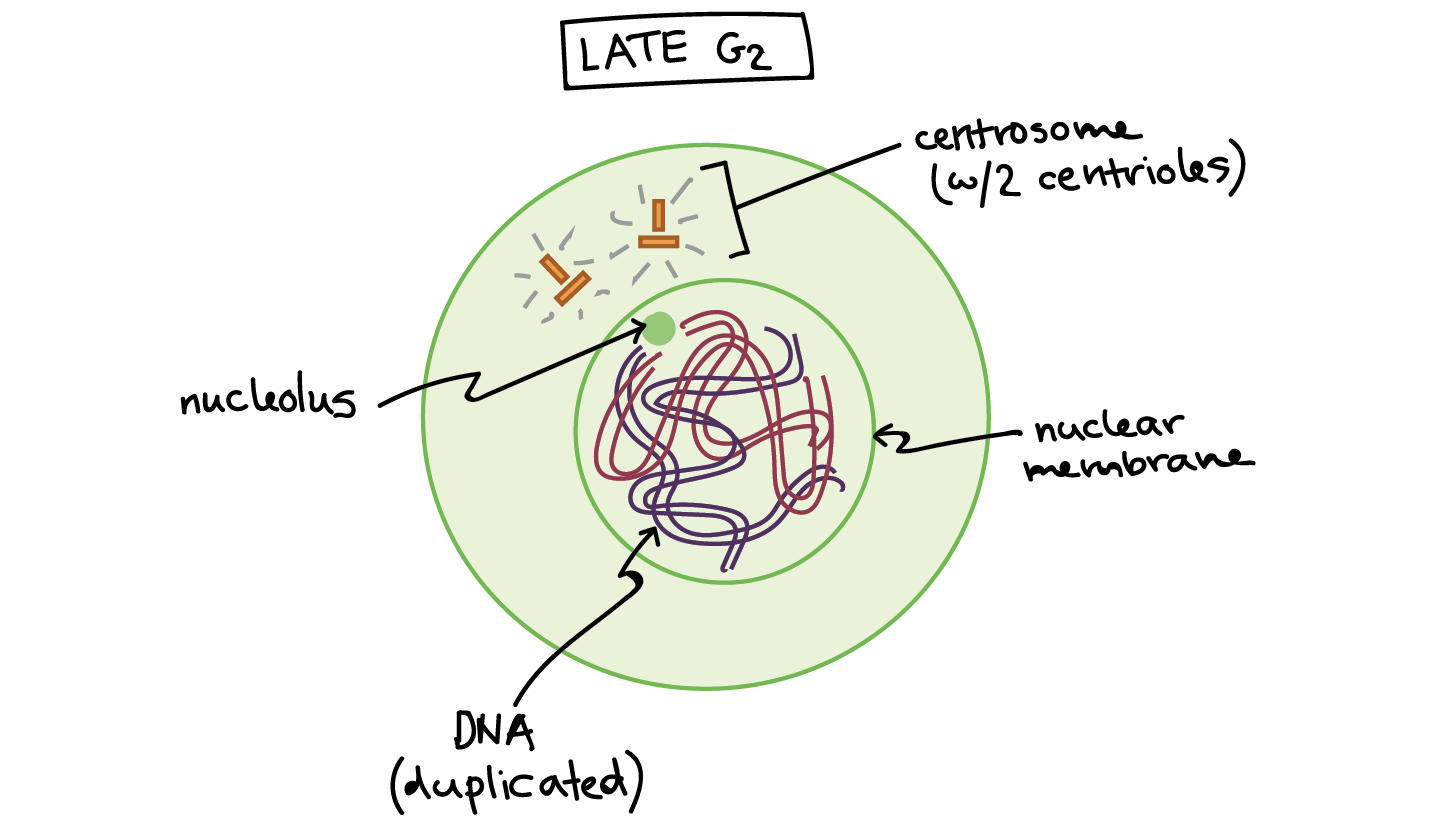 LATE G2
centrosome
(w/2 centrioles)
nucleolus
nuclear
membrane
DNA
(duplicated)